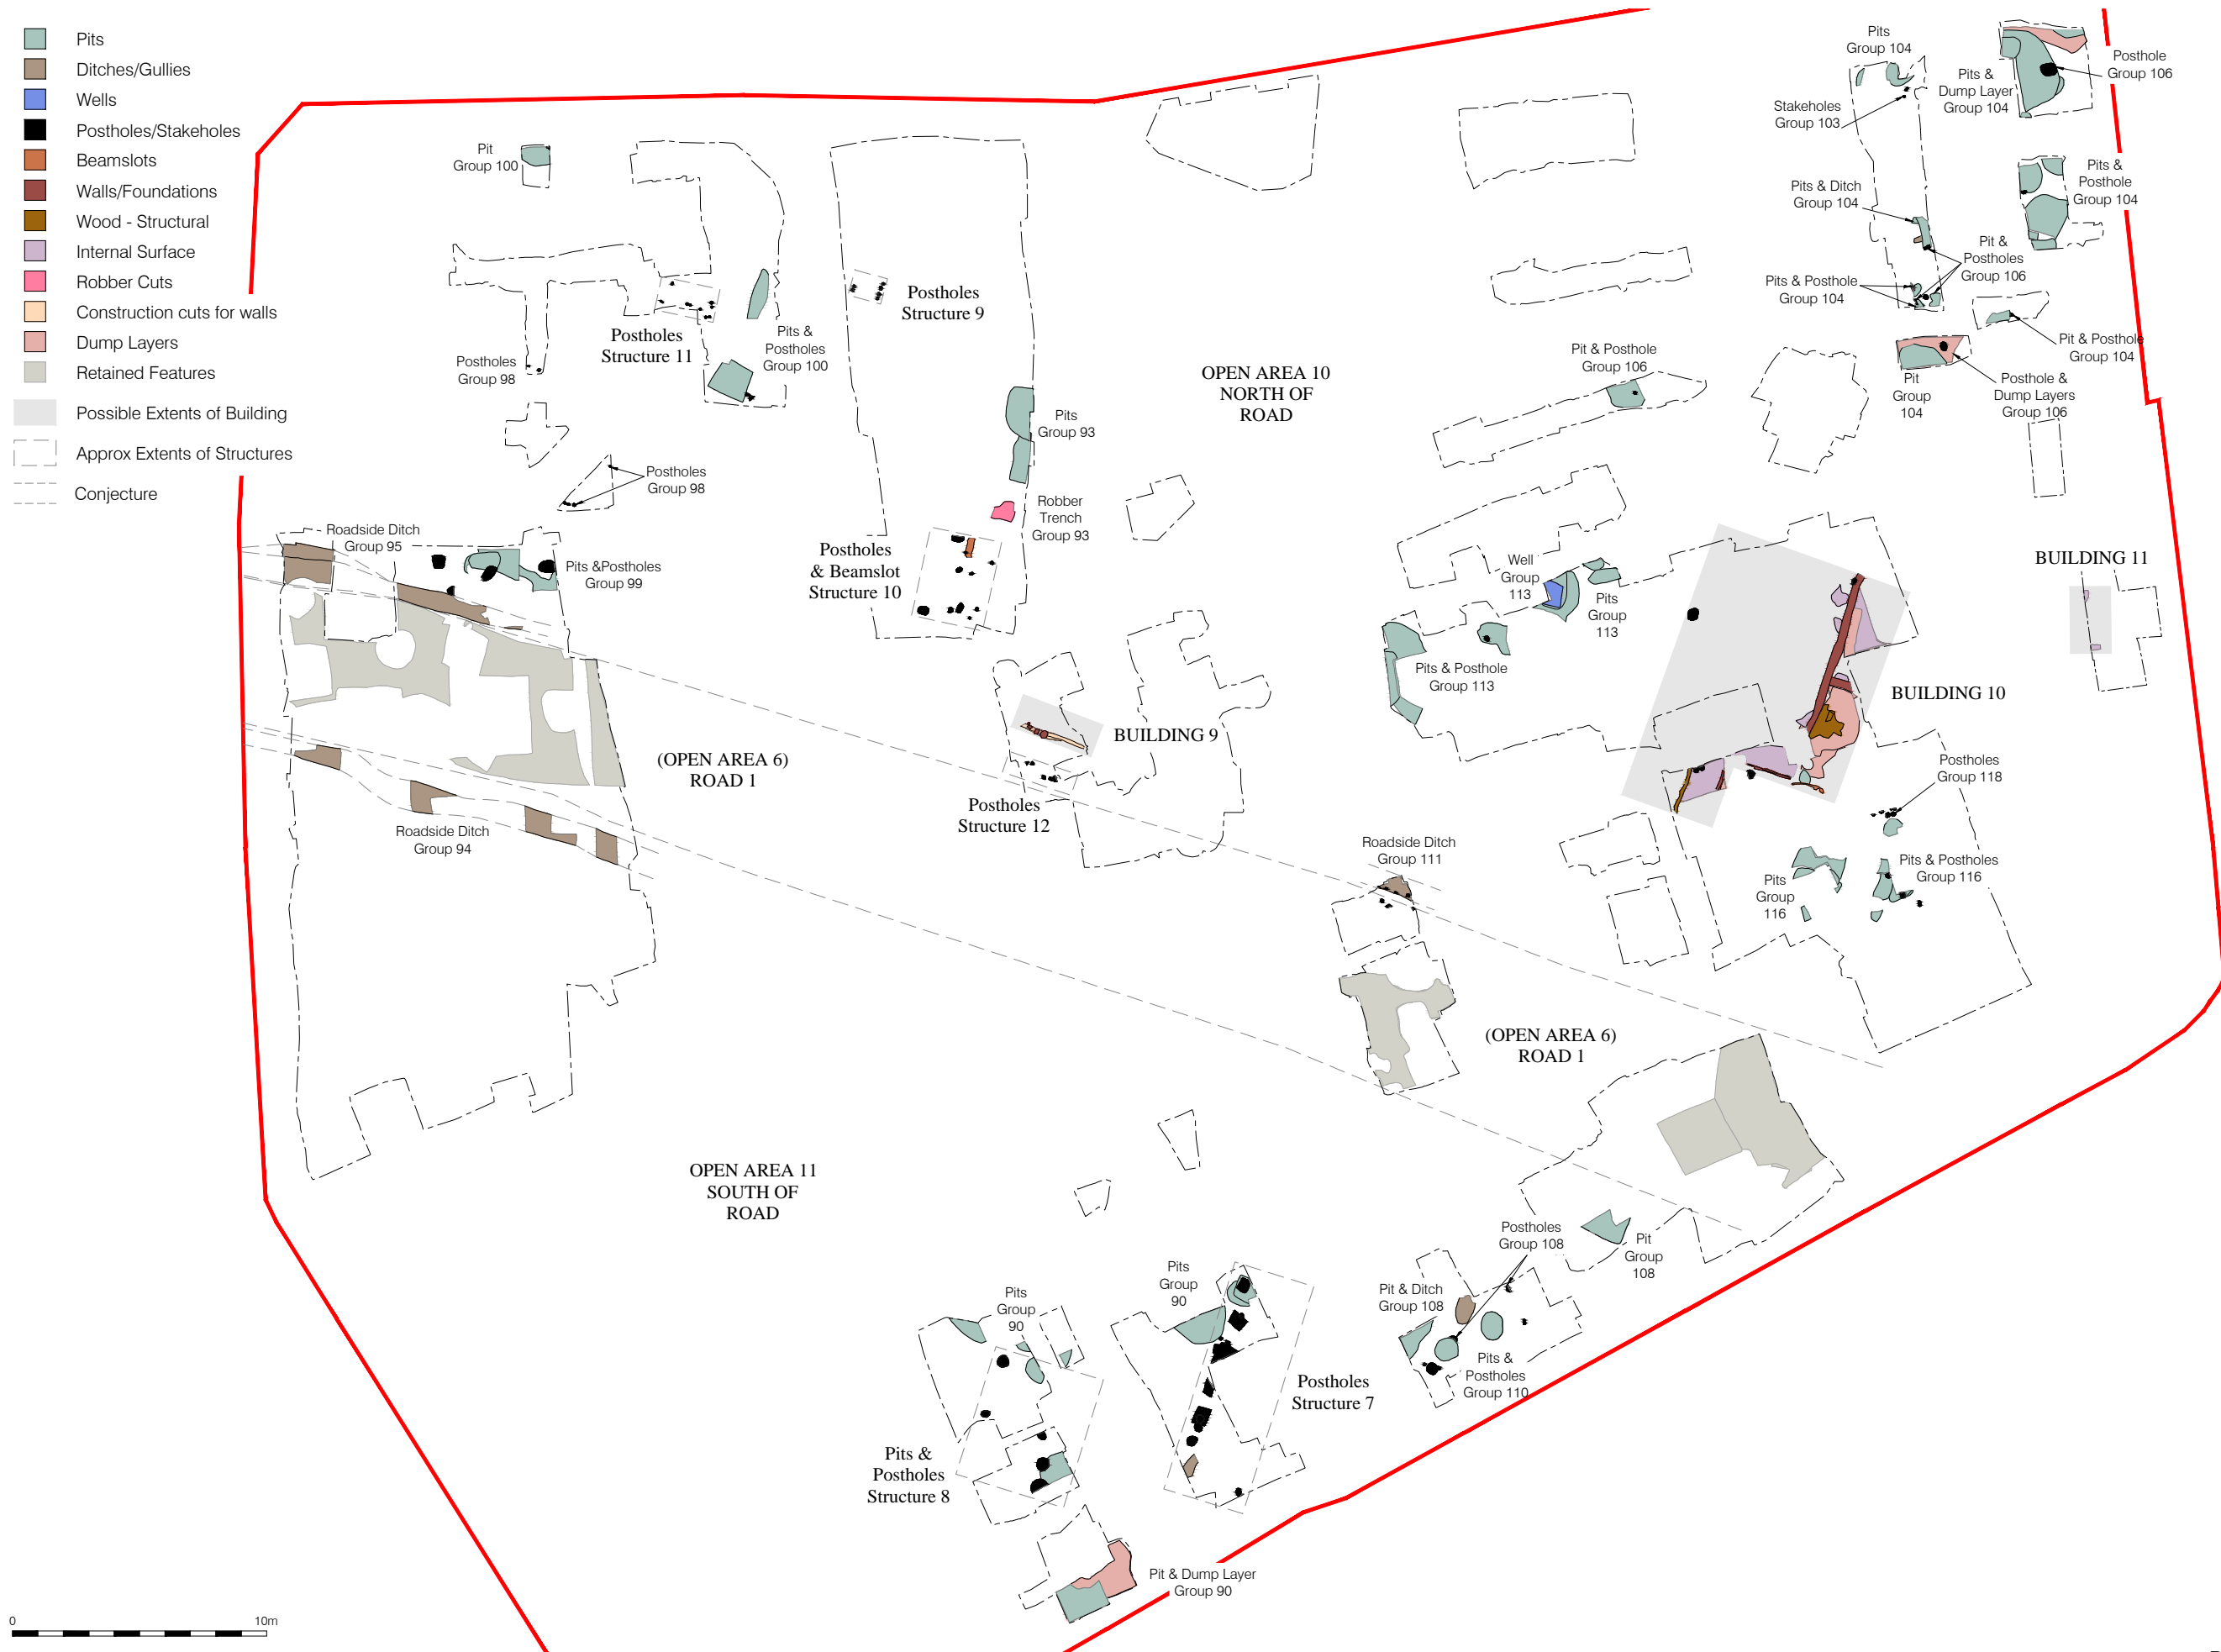 Pits
Ditches/Gullies
Wells
Postholes/Stakeholes
Beamslots
Walls/Foundations
Wood - Structural
Internal Surface
Robber Cuts
Construction cuts for walls
Dump Layers
Retained Features
Possible Extents of Building
Approx Extents of Structures
Conjecture
Pit
Group 100
Postholes
Structure 11
Pits &
Postholes
Group 100
Postholes
Group 98
Postholes
Group 98
Postholes
Structure 9
Pits
Group 93
Robber
Trench
Group 93
Postholes
& Beamslot
Structure 10
Roadside Ditch
Group 95
Pits &Postholes
Group 99
OPEN AREA 10
NORTH OF
ROAD
Pits
Group 104
Pits &
Dump Layer
Group 104
Posthole
Group 106
Stakeholes
Group 103
Pits &
Posthole
Group 104
Pits & Ditch
Group 104
Pit &
Postholes
Group 106
Pits & Posthole
Group 104
Pit & Posthole
Group 104
Pit & Posthole
Group 106
Pit
Group
104
Posthole &
Dump Layers
Group 106
Well
Group
113
Pits
Group
113
Pits & Posthole
Group 113
BUILDING 11
BUILDING 10
BUILDING 9
(OPEN AREA 6)
ROAD 1
Postholes
Structure 12
Roadside Ditch
Group 94
Postholes
Group 118
Roadside Ditch
Group 111
Pits
Group
116
Pits & Postholes
Group 116
(OPEN AREA 6)
ROAD 1
OPEN AREA 11
SOUTH OF
ROAD
Postholes
Group 108
Pit
Group
108
Pits
Group
90
Pits
Group
90
Pit & Ditch
Group 108
Pits &
Postholes
Group 110
Postholes
Structure 7
Pits &
Postholes
Structure 8
Pit & Dump Layer
Group 90
0 10m